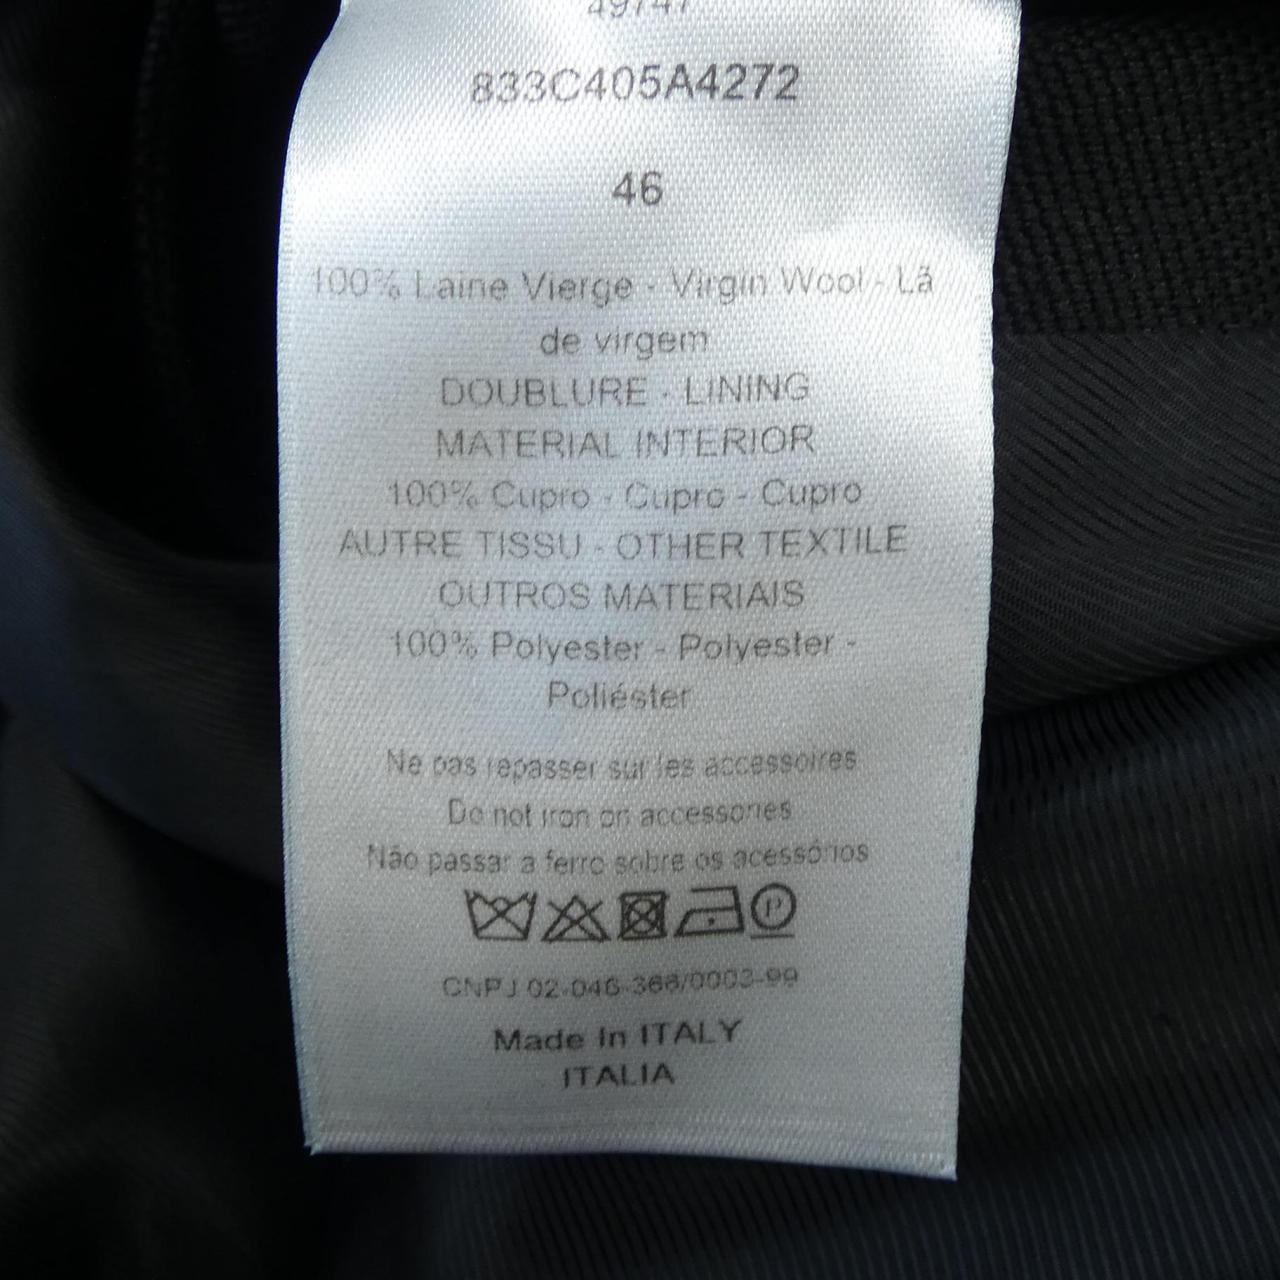 49747
833C405A4272
46
100% Laine Vierge - Virgin Wool - Lã
de virgem
DOUBLURE - LINING
MATERIAL INTERIOR
100% Cupro - Cupro - Cupro
AUTRE TISSU - OTHER TEXTILE
OUTROS MATERIAIS
100% Polyester - Polyester -
Poliéster
Ne pas repasser sur les accessoires
Do not iron on accessories
Não passar a ferro sobre os acessórios
P
CNPJ 02-046-368/0003-99
Made In ITALY
ITALIA